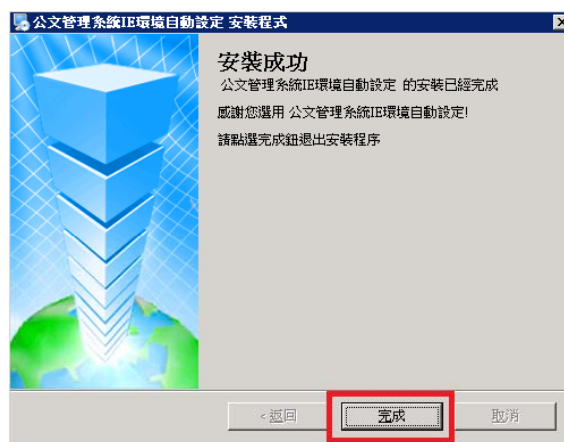 公文管理系統IE環境自動設定 安裝程式
安裝成功
公文管理系統IE環境自動設定 的安裝已經完成
感謝您選用 公文管理系統IE環境自動設定!
請點選完成鈕退出安裝程序
<返回 完成 取消